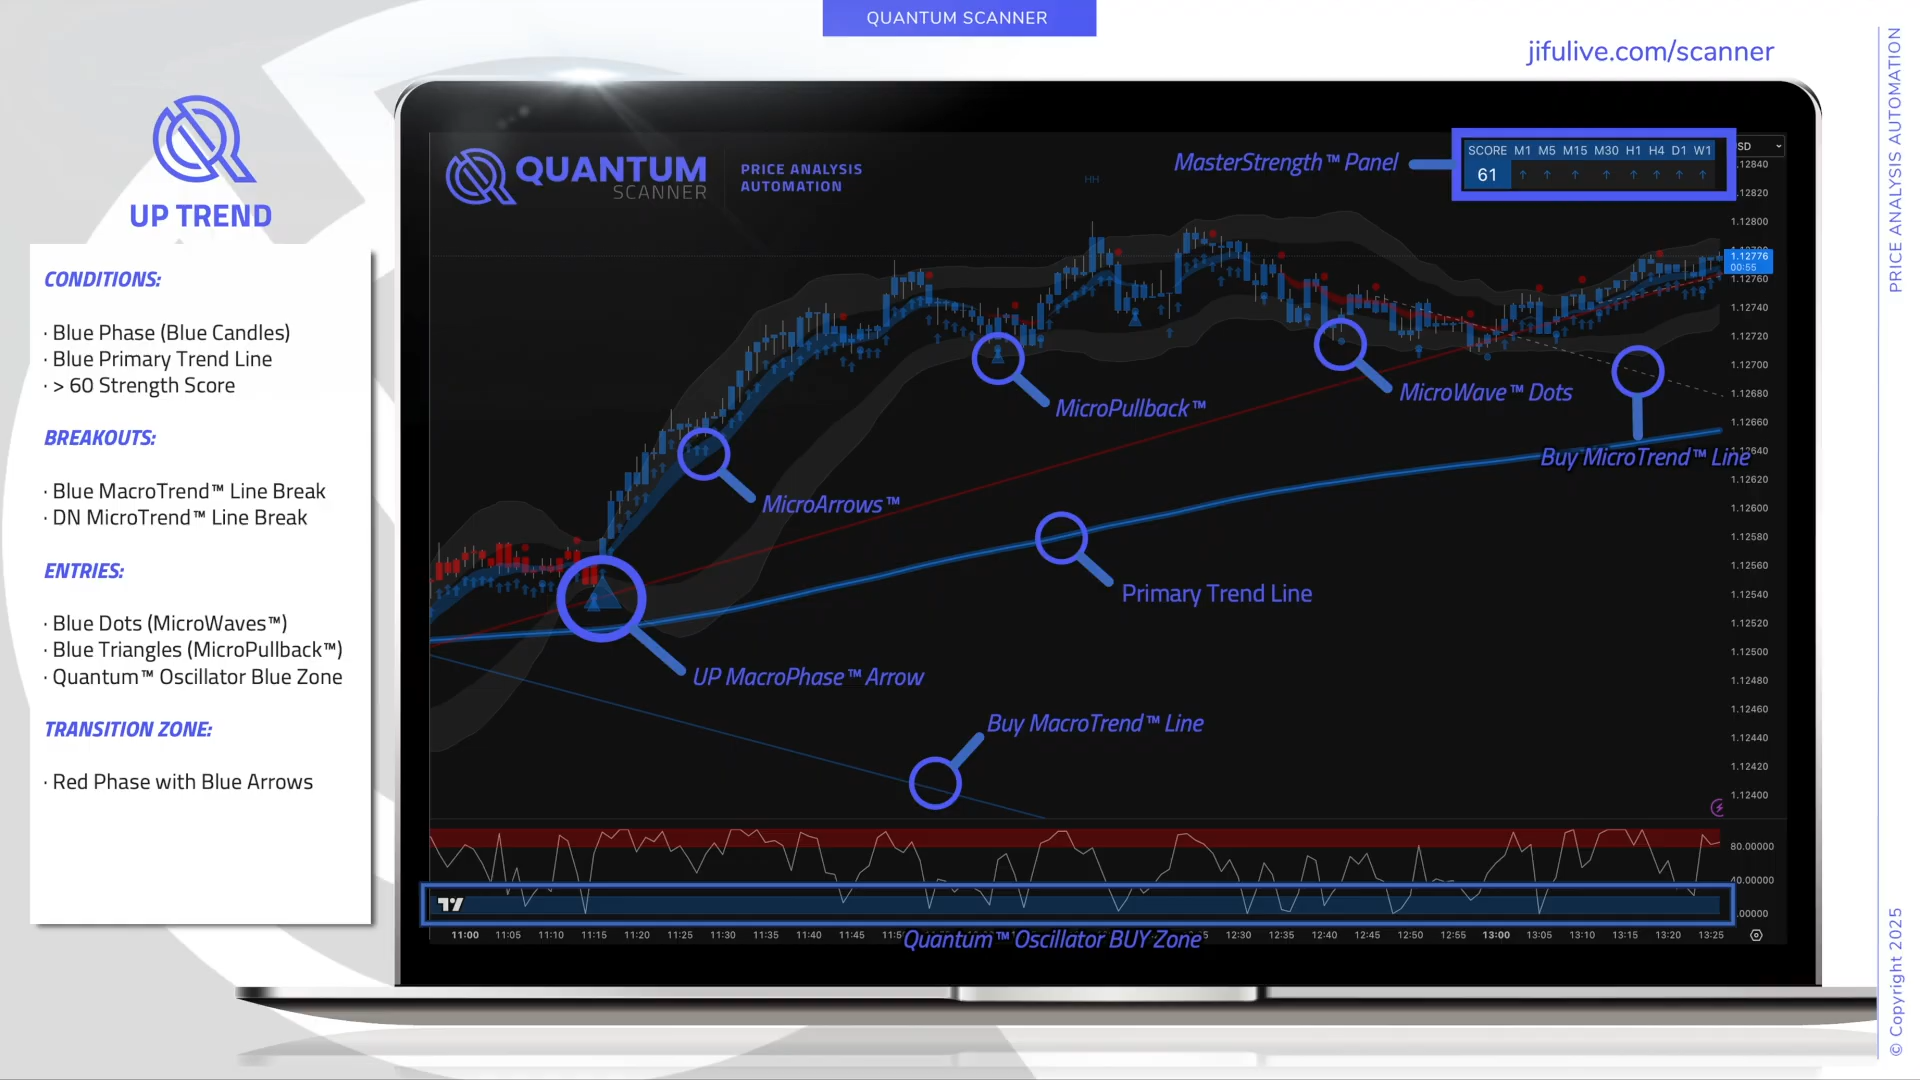 QUANTUM SCANNER
jifulive.com/scanner
PRICE ANALYSIS AUTOMATION
© Copyright 2025
UP TREND
CONDITIONS:
· Blue Phase (Blue Candles)
· Blue Primary Trend Line
· > 60 Strength Score
BREAKOUTS:
· Blue MacroTrend™ Line Break
· DN MicroTrend™ Line Break
ENTRIES:
· Blue Dots (MicroWaves™)
· Blue Triangles (MicroPullback™)
· Quantum™ Oscillator Blue Zone
TRANSITION ZONE:
· Red Phase with Blue Arrows
QUANTUM
SCANNER
PRICE ANALYSIS
AUTOMATION
HH
MasterStrength™ Panel
SCORE M1 M5 M15 M30 H1 H4 D1 W1
61 ↑ ↑ ↑ ↑ ↑ ↑ ↑ ↑
SD
1.12840
1.12820
1.12800
1.12776
00:55
1.12760
1.12740
1.12720
1.12700
1.12680
1.12660
1.12640
1.12620
1.12600
1.12580
1.12560
1.12540
1.12520
1.12500
1.12480
1.12460
1.12440
1.12420
1.12400
MicroPullback™
MicroWave™ Dots
Buy MicroTrend™ Line
MicroArrows™
Primary Trend Line
UP MacroPhase™ Arrow
Buy MacroTrend™ Line
80.00000
40.00000
.00000
11:00 11:05 11:10 11:15 11:20 11:25 11:30 11:35 11:40 11:45 12:30 12:35 12:40 12:45 12:50 12:55 13:00 13:05 13:10 13:15 13:20 13:25
Quantum™ Oscillator BUY Zone